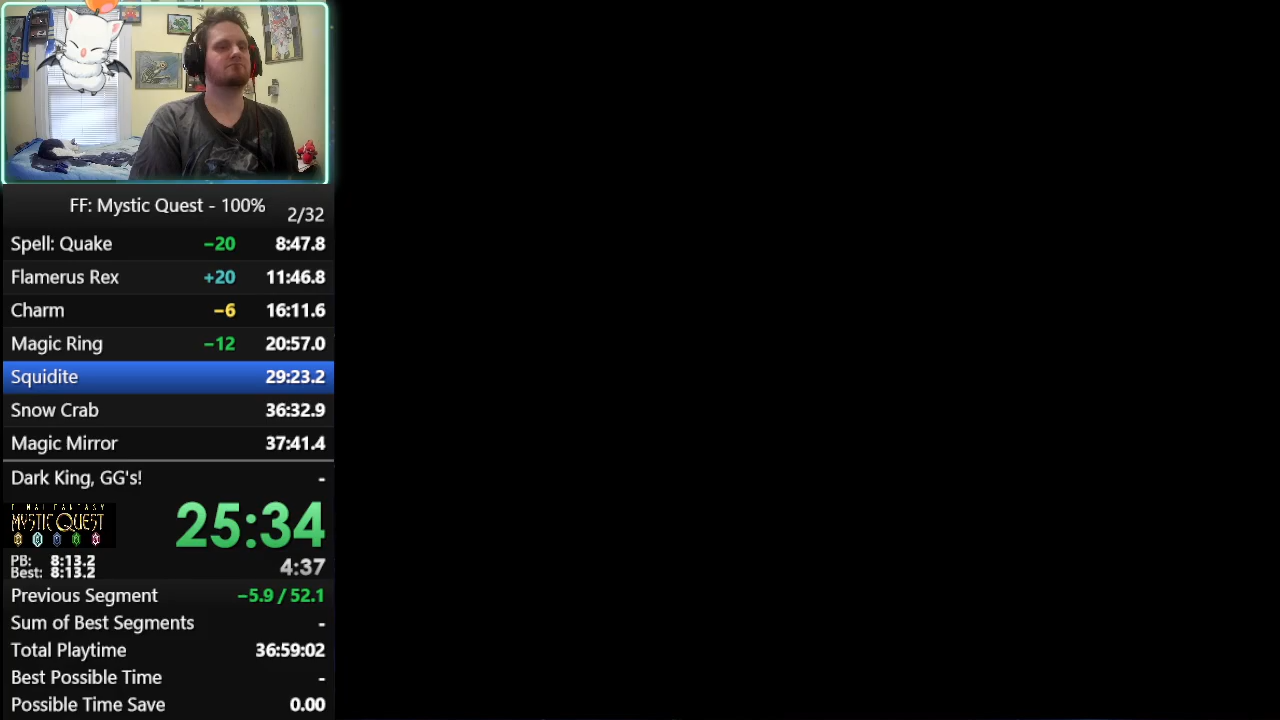 FF: Mystic Quest - 100%
2/32
Spell: Quake -20 8:47.8
Flamerus Rex +20 11:46.8
Charm -6 16:11.6
Magic Ring -12 20:57.0
Squidite 29:23.2
Snow Crab 36:32.9
Magic Mirror 37:41.4
Dark King, GG's! -
FINAL FANTASY
MYSTIC QUEST
25:34
PB: 8:13.2
Best: 8:13.2
4:37
Previous Segment -5.9 / 52.1
Sum of Best Segments -
Total Playtime 36:59:02
Best Possible Time -
Possible Time Save 0.00